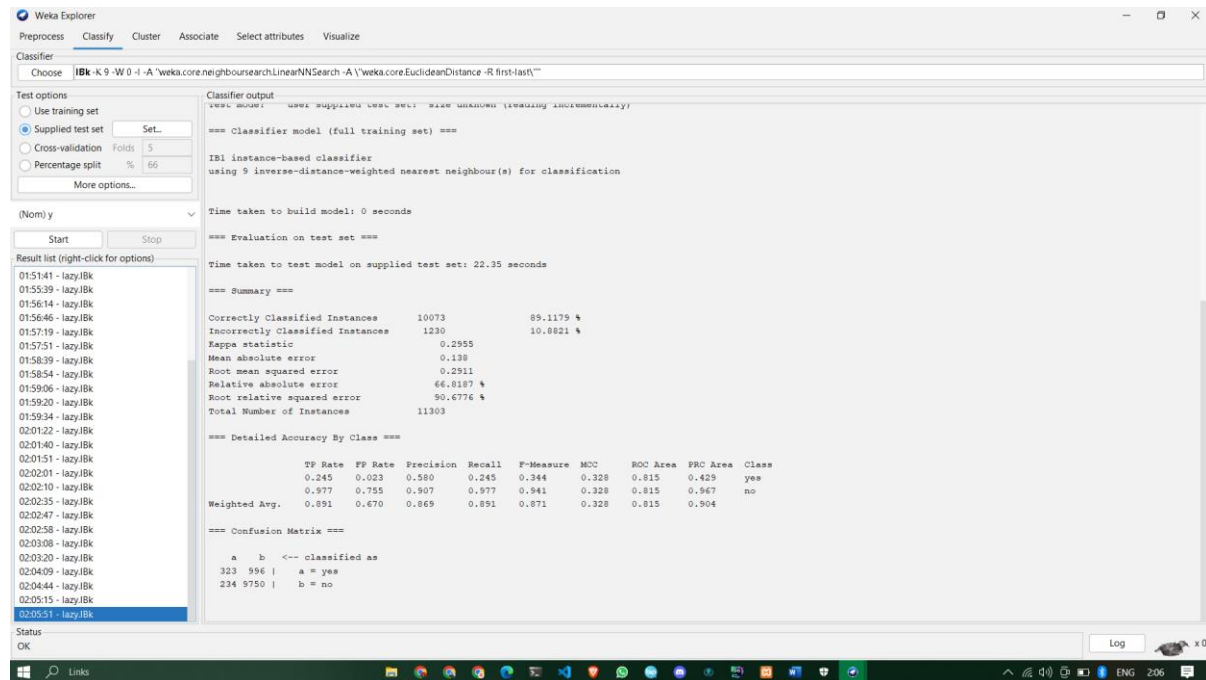 Weka Explorer
Preprocess Classify Cluster Associate Select attributes Visualize
Classifier
Choose IBk -K 9 -W 0 -I -A "weka.core.neighboursearch.LinearNNSearch -A \"weka.core.EuclideanDistance -R first-last\""
Test options
Use training set
Supplied test set Set...
Cross-validation Folds 5
Percentage split % 66
More options...
(Nom) y
Start Stop
Result list (right-click for options)
01:51:41 - lazy.IBk
01:55:39 - lazy.IBk
01:56:14 - lazy.IBk
01:56:46 - lazy.IBk
01:57:19 - lazy.IBk
01:57:51 - lazy.IBk
01:58:39 - lazy.IBk
01:58:54 - lazy.IBk
01:59:06 - lazy.IBk
01:59:20 - lazy.IBk
01:59:34 - lazy.IBk
02:01:22 - lazy.IBk
02:01:40 - lazy.IBk
02:01:51 - lazy.IBk
02:02:01 - lazy.IBk
02:02:10 - lazy.IBk
02:02:35 - lazy.IBk
02:02:47 - lazy.IBk
02:02:58 - lazy.IBk
02:03:08 - lazy.IBk
02:03:20 - lazy.IBk
02:04:09 - lazy.IBk
02:04:44 - lazy.IBk
02:05:15 - lazy.IBk
02:05:51 - lazy.IBk
Classifier output
Test mode: user supplied test set: size unknown (reading incrementally)
=== Classifier model (full training set) ===
IB1 instance-based classifier
using 9 inverse-distance-weighted nearest neighbour(s) for classification
Time taken to build model: 0 seconds
=== Evaluation on test set ===
Time taken to test model on supplied test set: 22.35 seconds
=== Summary ===
Correctly Classified Instances 10073 89.1179 %
Incorrectly Classified Instances 1230 10.8821 %
Kappa statistic 0.2955
Mean absolute error 0.138
Root mean squared error 0.2911
Relative absolute error 66.8187 %
Root relative squared error 90.6776 %
Total Number of Instances 11303
=== Detailed Accuracy By Class ===
TP Rate FP Rate Precision Recall F-Measure MCC ROC Area PRC Area Class
0.245 0.023 0.580 0.245 0.344 0.328 0.815 0.429 yes
0.977 0.755 0.907 0.977 0.941 0.328 0.815 0.967 no
Weighted Avg. 0.891 0.670 0.869 0.891 0.871 0.328 0.815 0.904
=== Confusion Matrix ===
a b <-- classified as
323 996 | a = yes
234 9750 | b = no
Status
OK
Log x 0
Links
ENG 2:06